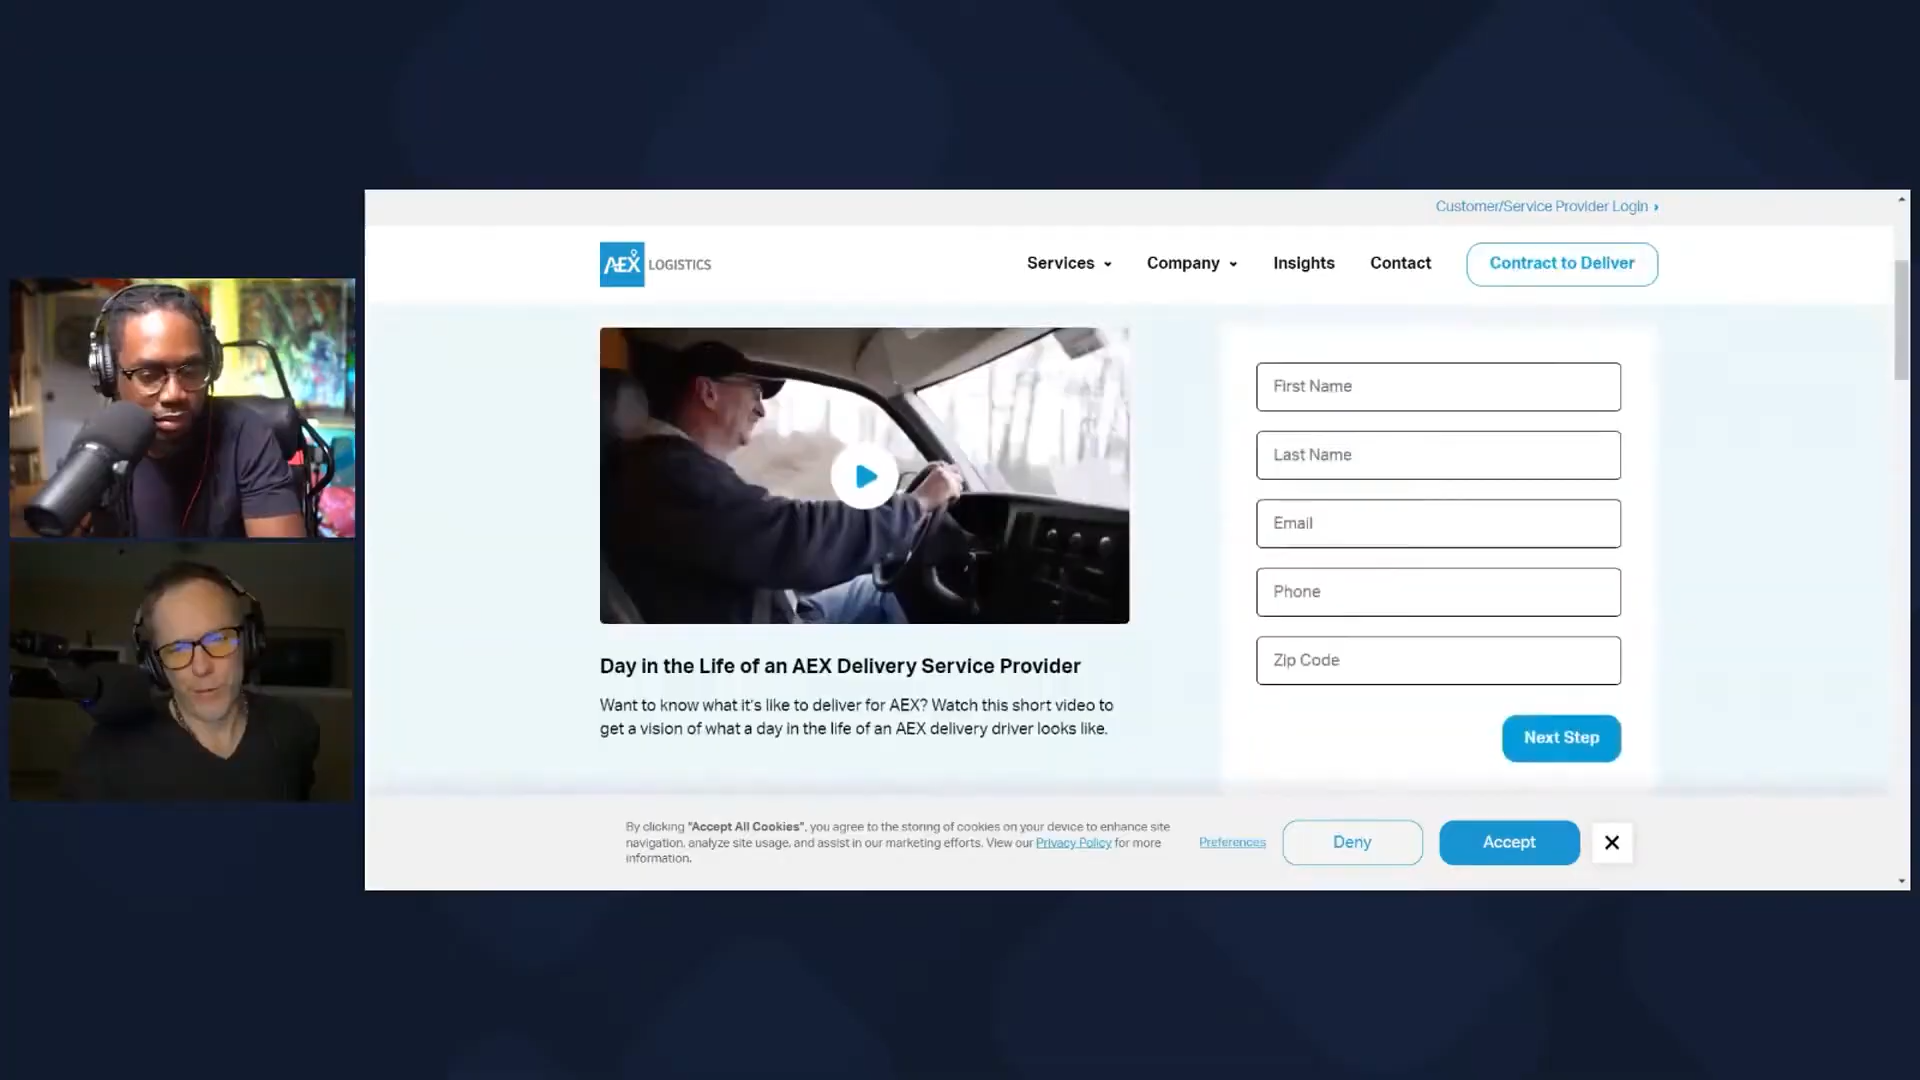 Customer/Service Provider Login ›
AEX LOGISTICS
Services
Company
Insights
Contact
Contract to Deliver
First Name
Last Name
Email
Phone
Zip Code
Next Step
Day in the Life of an AEX Delivery Service Provider
Want to know what it's like to deliver for AEX? Watch this short video to
get a vision of what a day in the life of an AEX delivery driver looks like.
By clicking "Accept All Cookies", you agree to the storing of cookies on your device to enhance site
navigation, analyze site usage, and assist in our marketing efforts. View our Privacy Policy for more
information.
Preferences
Deny
Accept